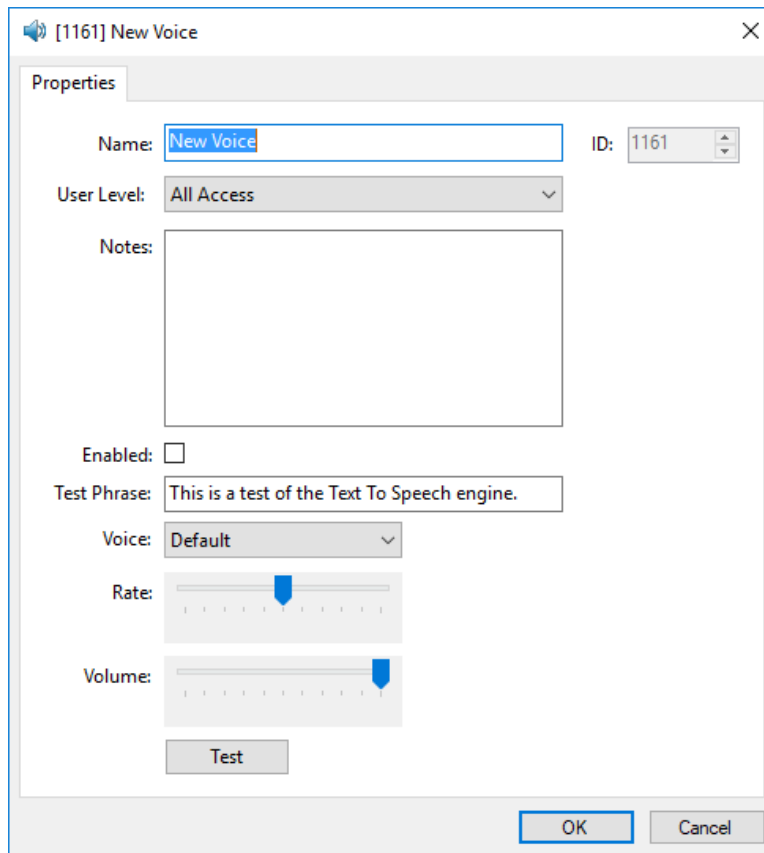 [1161] New Voice
Properties
Name: New Voice ID: 1161
User Level: All Access
Notes:
Enabled:
Test Phrase: This is a test of the Text To Speech engine.
Voice: Default
Rate:
Volume:
Test
OK Cancel